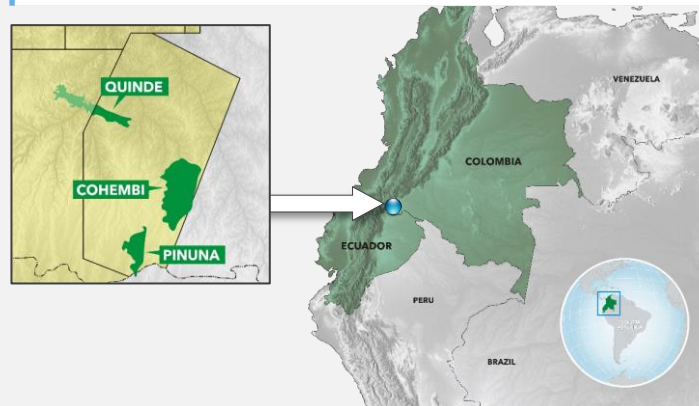 QUINDE
COHEMBI
PINUNA
VENEZUELA
COLOMBIA
ECUADOR
PERU
BRAZIL